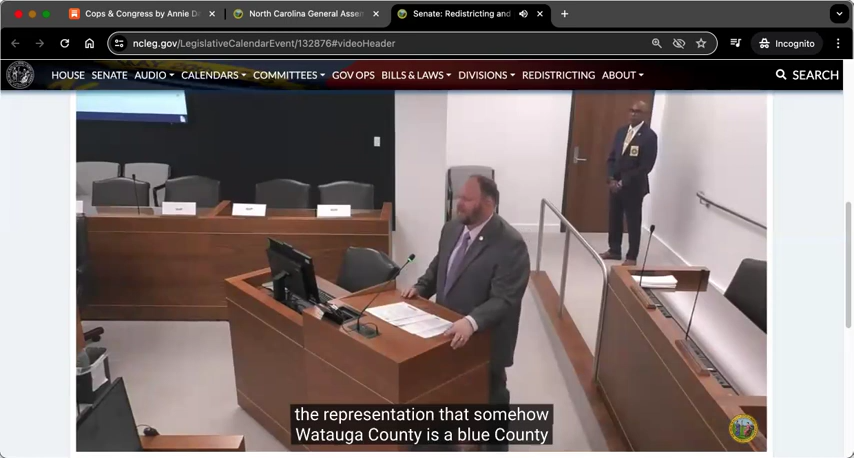 Cops & Congress by Annie D
North Carolina General Assem
Senate: Redistricting and
ncleg.gov/LegislativeCalendarEvent/132876#videoHeader
Incognito
HOUSE SENATE AUDIO CALENDARS COMMITTEES GOV OPS BILLS & LAWS DIVISIONS REDISTRICTING ABOUT SEARCH
the representation that somehow
Watauga County is a blue County